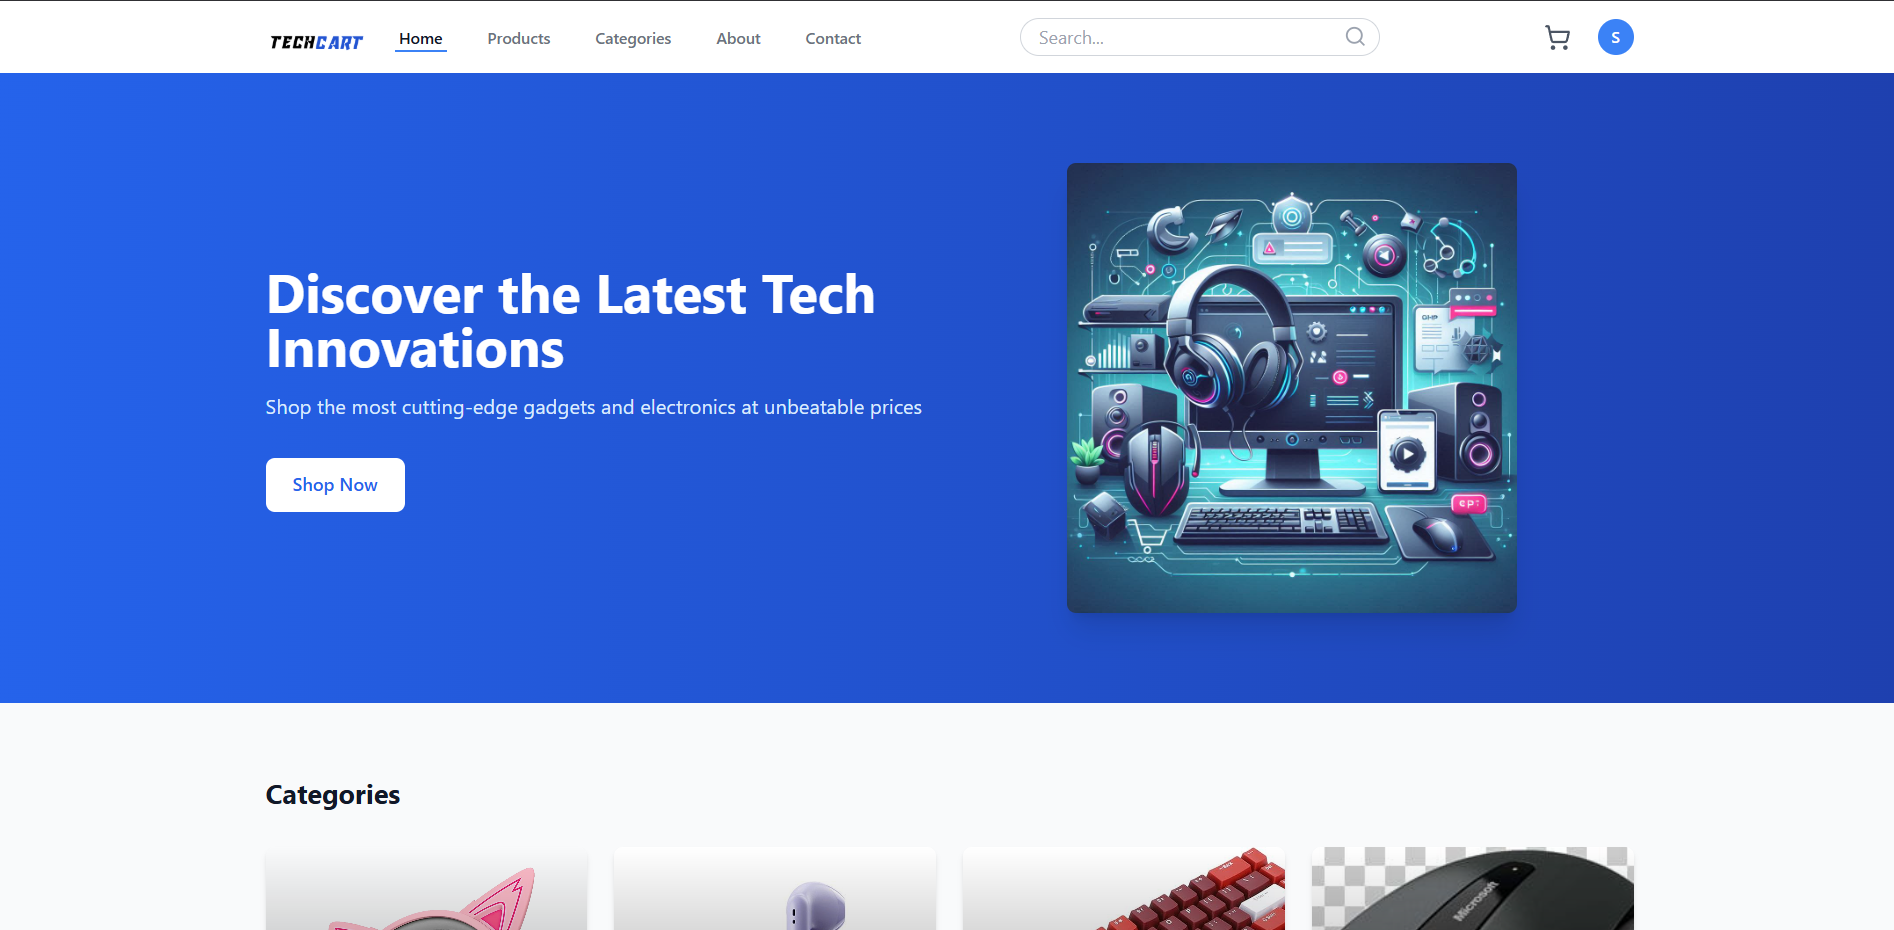 TECHCART
Home
Products
Categories
About
Contact
Search...
S
Discover the Latest Tech
Innovations
Shop the most cutting-edge gadgets and electronics at unbeatable prices
Shop Now
Categories
Microsoft